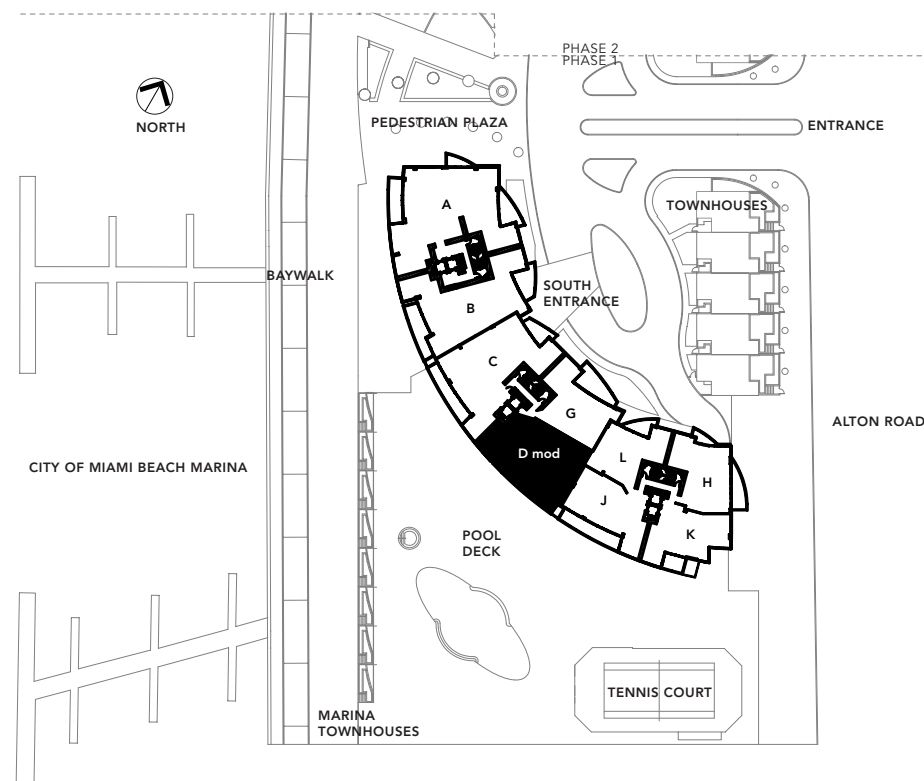 PHASE 2
PHASE 1
NORTH
PEDESTRIAN PLAZA
ENTRANCE
A
TOWNHOUSES
BAYWALK
SOUTH
ENTRANCE
B
C
G
ALTON ROAD
D mod
L
CITY OF MIAMI BEACH MARINA
H
J
K
POOL
DECK
TENNIS COURT
MARINA
TOWNHOUSES